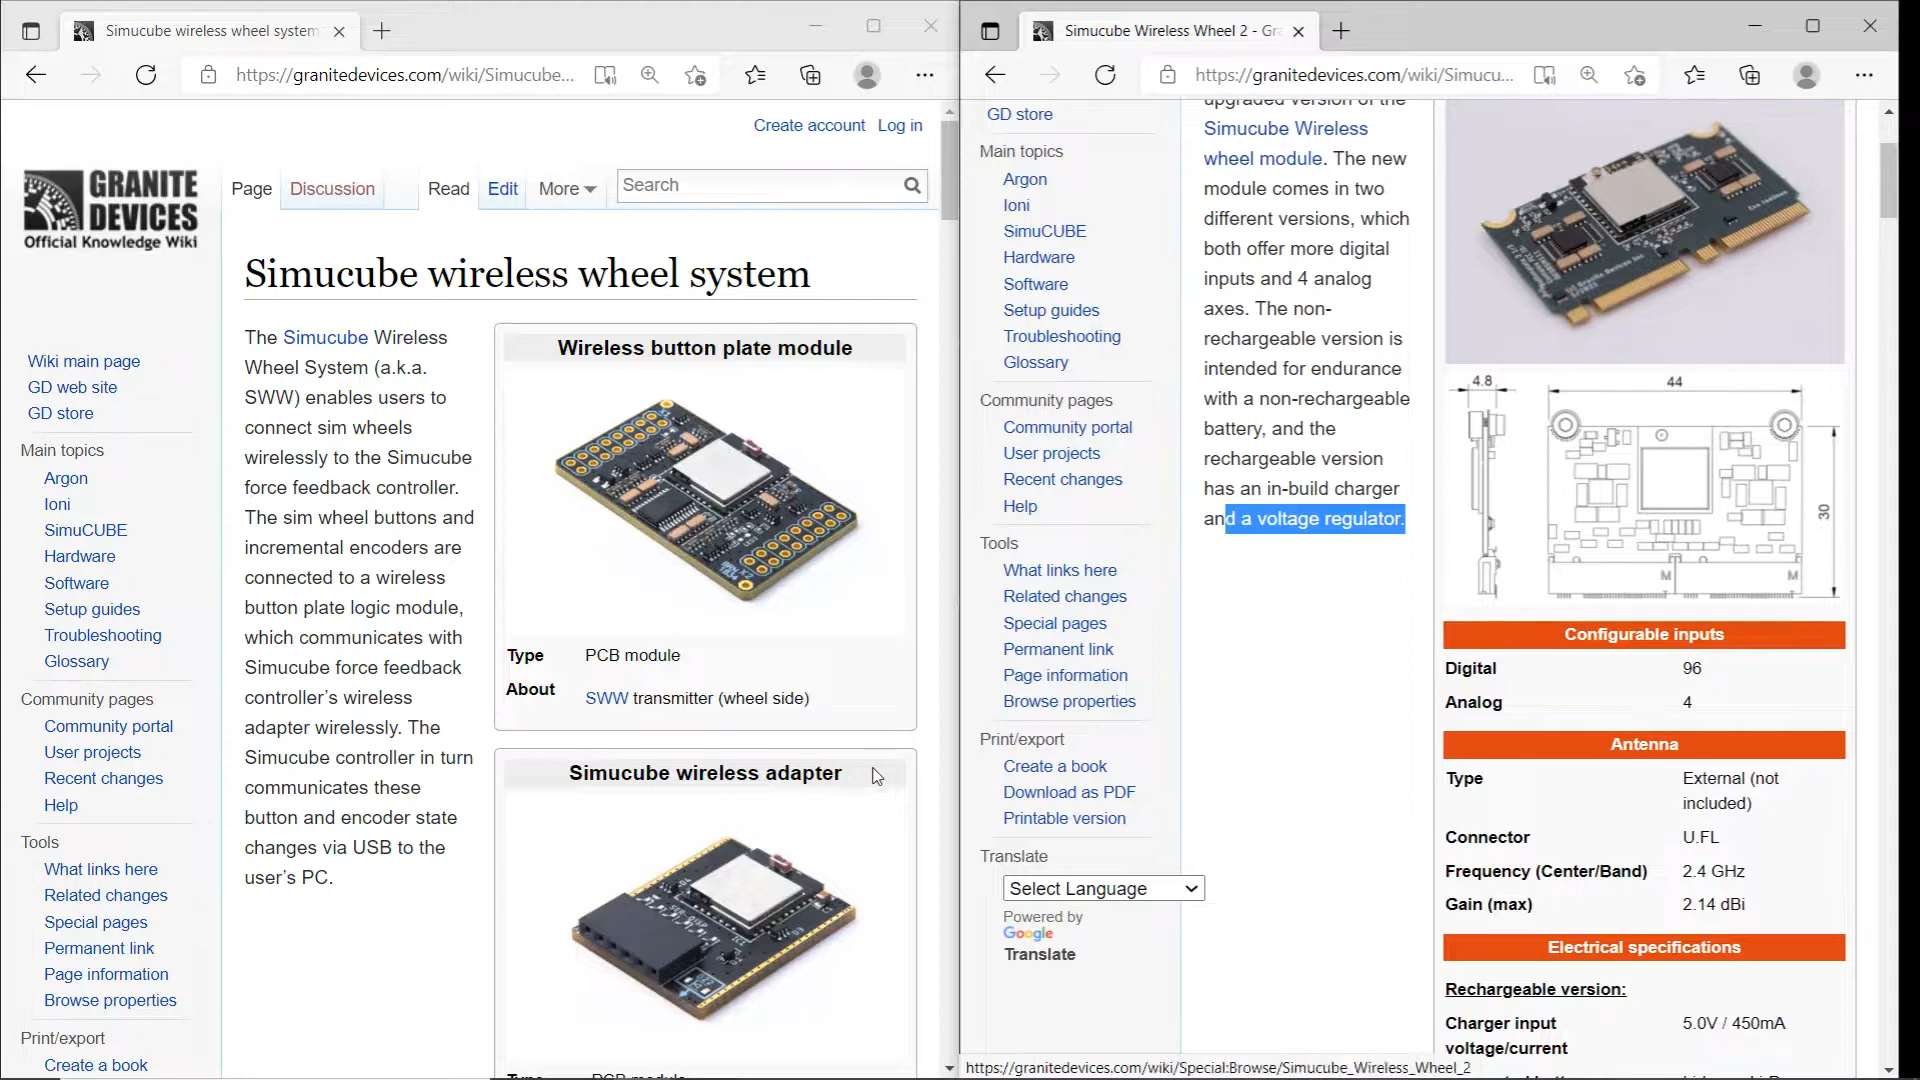 Simucube wireless wheel system
https://granitedevices.com/wiki/Simucube...
Create account Log in
GRANITE
DEVICES
Official Knowledge Wiki
Page Discussion Read Edit More Search
Simucube wireless wheel system
Wiki main page
GD web site
GD store
Main topics
Argon
Ioni
SimuCUBE
Hardware
Software
Setup guides
Troubleshooting
Glossary
Community pages
Community portal
User projects
Recent changes
Help
Tools
What links here
Related changes
Special pages
Permanent link
Page information
Browse properties
Print/export
Create a book
The Simucube Wireless
Wheel System (a.k.a.
SWW) enables users to
connect sim wheels
wirelessly to the Simucube
force feedback controller.
The sim wheel buttons and
incremental encoders are
connected to a wireless
button plate logic module,
which communicates with
Simucube force feedback
controller’s wireless
adapter wirelessly. The
Simucube controller in turn
communicates these
button and encoder state
changes via USB to the
user’s PC.
Wireless button plate module
Type PCB module
About SWW transmitter (wheel side)
Simucube wireless adapter
Type PCB module
Simucube Wireless Wheel 2 - Gra
https://granitedevices.com/wiki/Simucu...
GD store
Main topics
Argon
Ioni
SimuCUBE
Hardware
Software
Setup guides
Troubleshooting
Glossary
Community pages
Community portal
User projects
Recent changes
Help
Tools
What links here
Related changes
Special pages
Permanent link
Page information
Browse properties
Print/export
Create a book
Download as PDF
Printable version
Translate
Select Language
Powered by
Google
Translate
upgraded version of the
Simucube Wireless
wheel module. The new
module comes in two
different versions, which
both offer more digital
inputs and 4 analog
axes. The non-
rechargeable version is
intended for endurance
with a non-rechargeable
battery, and the
rechargeable version
has an in-build charger
and a voltage regulator.
4.8 44
30
M M
Configurable inputs
Digital 96
Analog 4
Antenna
Type External (not
included)
Connector U.FL
Frequency (Center/Band) 2.4 GHz
Gain (max) 2.14 dBi
Electrical specifications
Rechargeable version:
Charger input 5.0V / 450mA
voltage/current
https://granitedevices.com/wiki/Special:Browse/Simucube_Wireless_Wheel_2